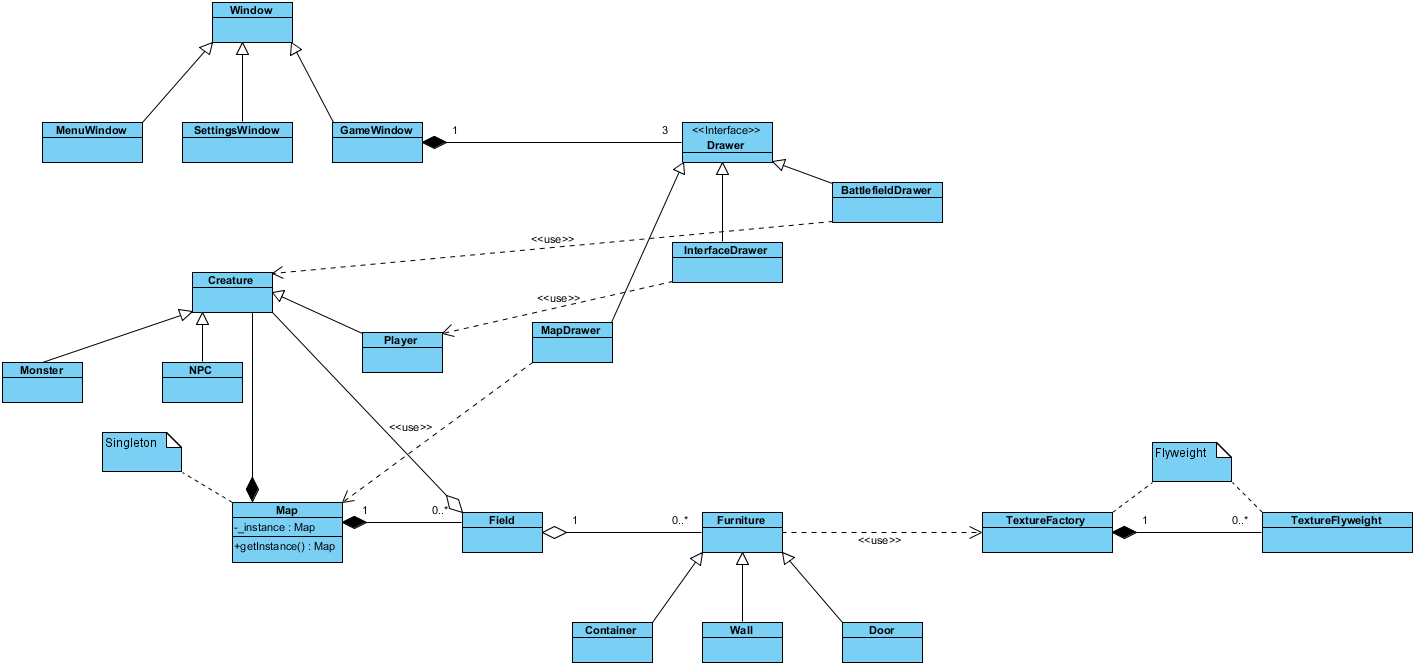 Window
MenuWindow
SettingsWindow
GameWindow
1
3
<<Interface>>
Drawer
BattlefieldDrawer
<<use>>
InterfaceDrawer
Creature
<<use>>
Player
MapDrawer
Monster
NPC
<<use>>
Singleton
Flyweight
Map
-_instance : Map
+getInstance() : Map
1
0..*
Field
1
0..*
Furniture
<<use>>
TextureFactory
1
0..*
TextureFlyweight
Container
Wall
Door